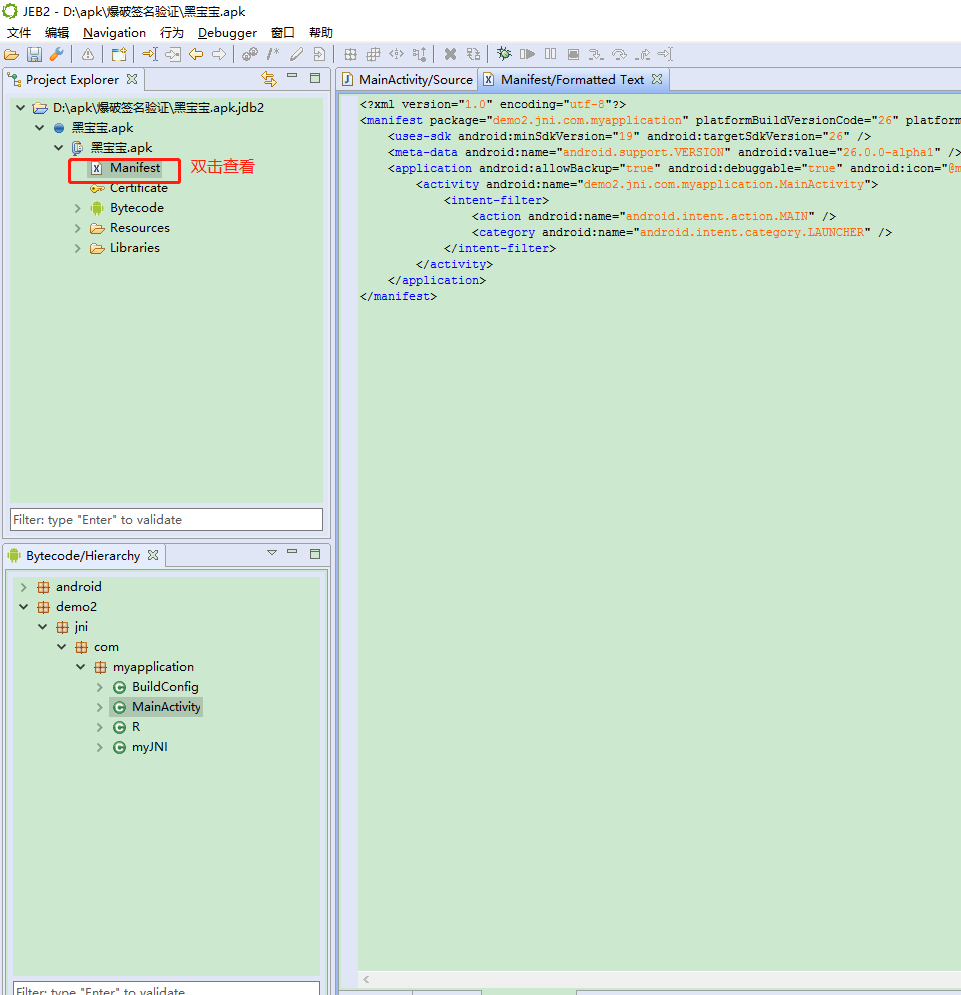 JEB2 - D:\apk\爆破签名验证\黑宝宝.apk
文件 编辑 Navigation 行为 Debugger 窗口 帮助
Project Explorer
D:\apk\爆破签名验证\黑宝宝.apk.jdb2
黑宝宝.apk
黑宝宝.apk
Manifest 双击查看
Certificate
Bytecode
Resources
Libraries
Filter: type "Enter" to validate
Bytecode/Hierarchy
android
demo2
jni
com
myapplication
BuildConfig
MainActivity
R
myJNI
Filter: type "Enter" to validate
MainActivity/Source Manifest/Formatted Text
<?xml version="1.0" encoding="utf-8"?>
<manifest package="demo2.jni.com.myapplication" platformBuildVersionCode="26" platform
<uses-sdk android:minSdkVersion="19" android:targetSdkVersion="26" />
<meta-data android:name="android.support.VERSION" android:value="26.0.0-alpha1" />
<application android:allowBackup="true" android:debuggable="true" android:icon="@m
<activity android:name="demo2.jni.com.myapplication.MainActivity">
<intent-filter>
<action android:name="android.intent.action.MAIN" />
<category android:name="android.intent.category.LAUNCHER" />
</intent-filter>
</activity>
</application>
</manifest>